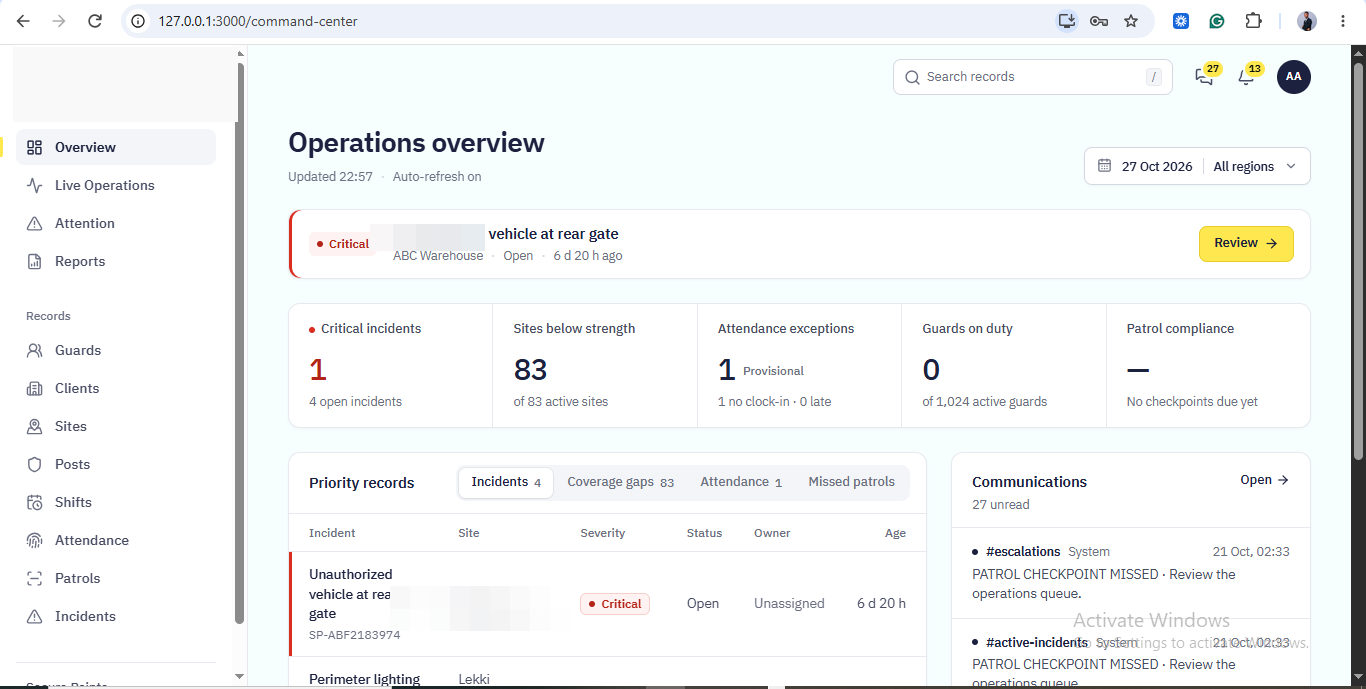 127.0.0.1:3000/command-center
Search records /
27
13
AA
Overview
Live Operations
Attention
Reports
Records
Guards
Clients
Sites
Posts
Shifts
Attendance
Patrols
Incidents
Secure Points
Operations overview
Updated 22:57 · Auto-refresh on
27 Oct 2026 All regions
Critical
vehicle at rear gate
ABC Warehouse · Open · 6 d 20 h ago
Review →
Critical incidents
1
4 open incidents
Sites below strength
83
of 83 active sites
Attendance exceptions
1 Provisional
1 no clock-in · 0 late
Guards on duty
0
of 1,024 active guards
Patrol compliance
—
No checkpoints due yet
Priority records
Incidents 4 Coverage gaps 83 Attendance 1 Missed patrols
Incident Site Severity Status Owner Age
Unauthorized
vehicle at rea
gate
SP-ABF2183974
Critical Open Unassigned 6 d 20 h
Perimeter lighting Lekki
Communications Open →
27 unread
#escalations System 21 Oct, 02:33
PATROL CHECKPOINT MISSED · Review the
operations queue.
#active-incidents System 21 Oct, 02:33
PATROL CHECKPOINT MISSED · Review the
operations queue.
Activate Windows
Go to Settings to activate Windows.